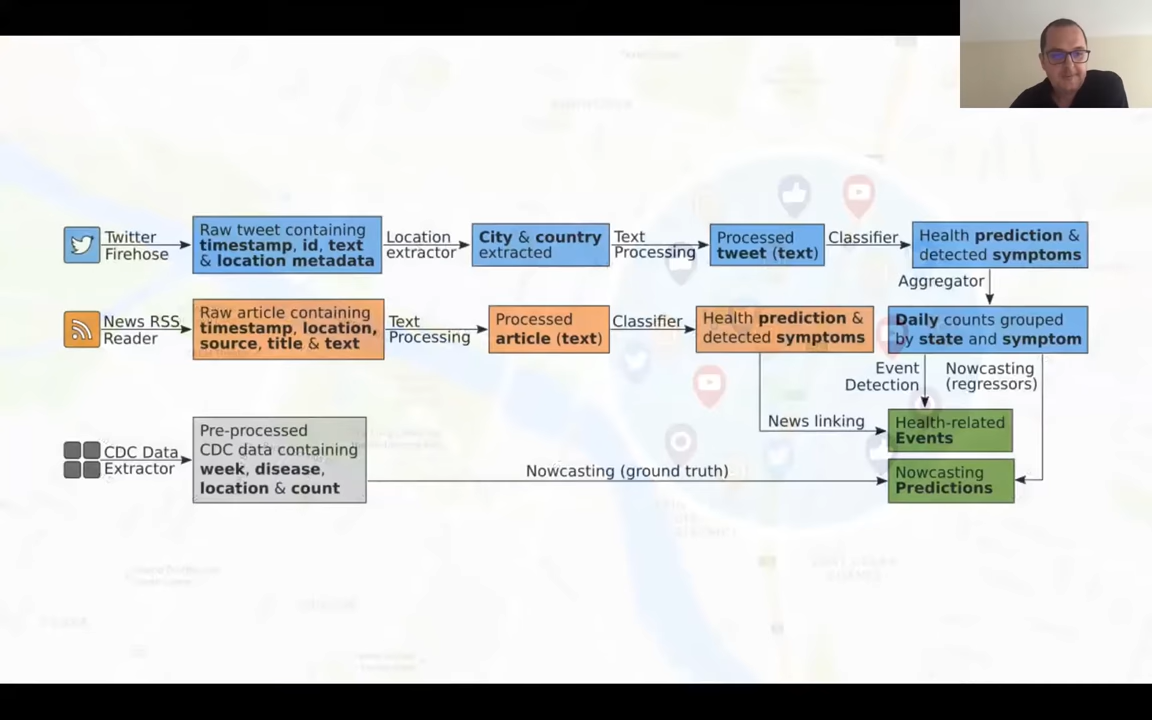 Twitter
Firehose
Raw tweet containing
timestamp, id, text
& location metadata
Location
extractor
City & country
extracted
Text
Processing
Processed
tweet (text)
Classifier
Health prediction &
detected symptoms
Aggregator
News RSS
Reader
Raw article containing
timestamp, location,
source, title & text
Text
Processing
Processed
article (text)
Classifier
Health prediction &
detected symptoms
Daily counts grouped
by state and symptom
Event
Detection
Nowcasting
(regressors)
News linking
Health-related
Events
CDC Data
Extractor
Pre-processed
CDC data containing
week, disease,
location & count
Nowcasting (ground truth)
Nowcasting
Predictions